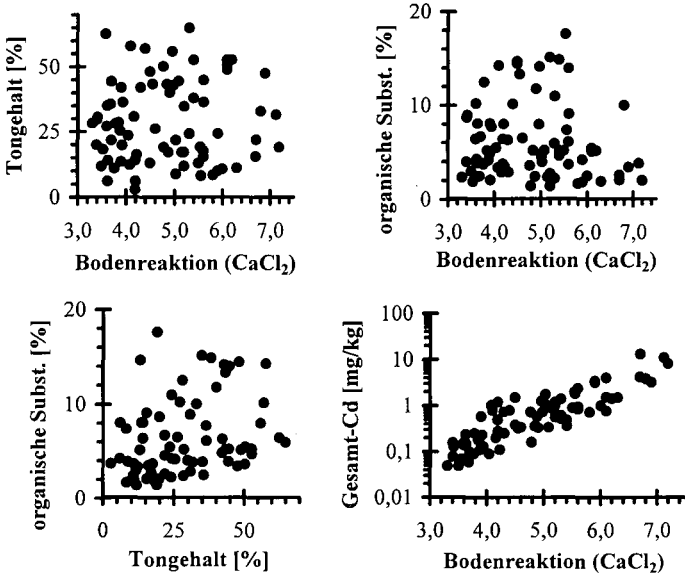 Tongehalt [%]
50
25
0
3,0 4,0 5,0 6,0 7,0
Bodenreaktion (CaCl₂)
organische Subst. [%]
20
10
0
3,0 4,0 5,0 6,0 7,0
Bodenreaktion (CaCl₂)
organische Subst. [%]
20
10
0
0 25 50
Tongehalt [%]
Gesamt-Cd [mg/kg]
100
10
1
0,1
0,01
3,0 4,0 5,0 6,0 7,0
Bodenreaktion (CaCl₂)